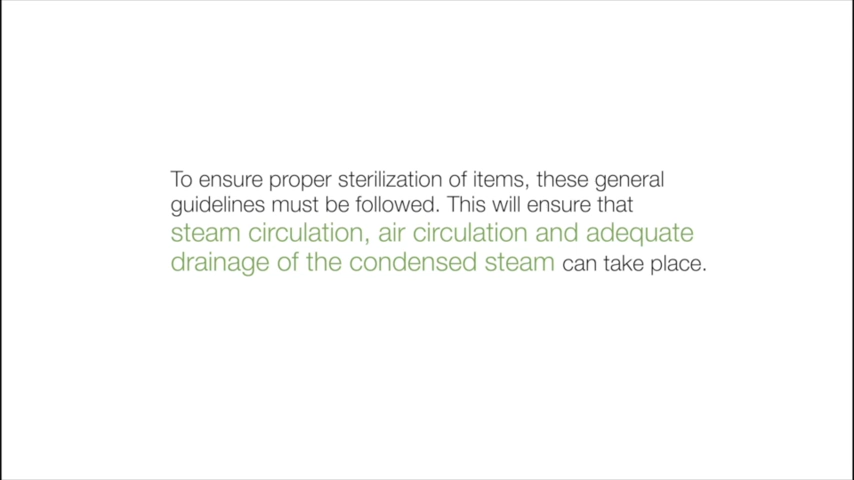 To ensure proper sterilization of items, these general
guidelines must be followed. This will ensure that
steam circulation, air circulation and adequate
drainage of the condensed steam can take place.